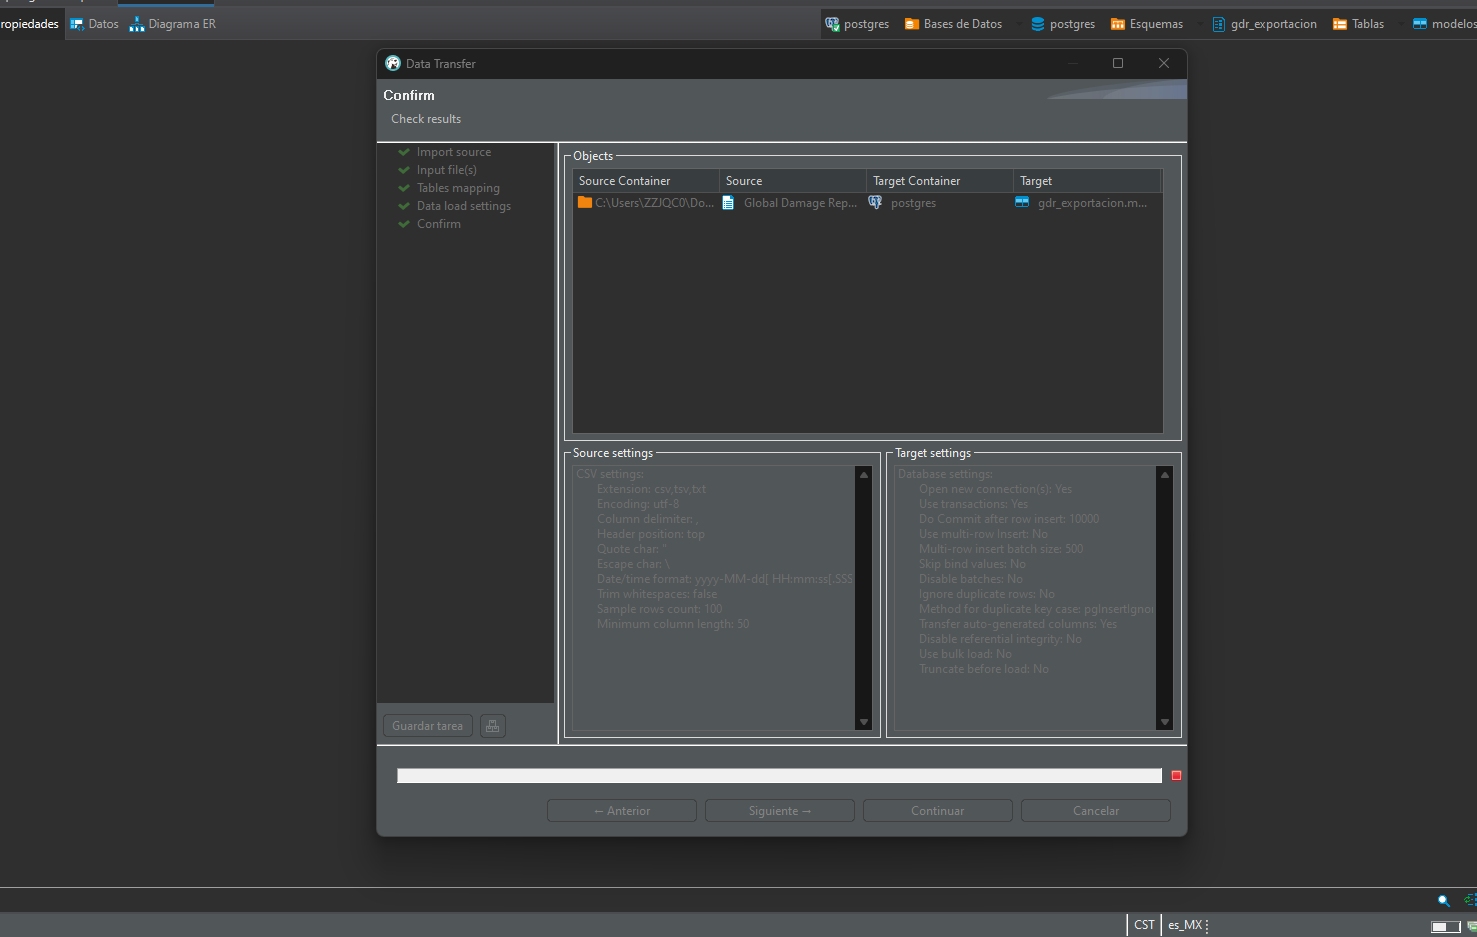 ropiedades Datos Diagrama ER postgres Bases de Datos postgres Esquemas gdr_exportacion Tablas modelos
Data Transfer
Confirm
Check results
Import source
Input file(s)
Tables mapping
Data load settings
Confirm
Objects
Source Container Source Target Container Target
C:\Users\ZZJQC0\Do... Global Damage Rep... postgres gdr_exportacion.m...
Source settings
CSV settings:
Extension: csv,tsv,txt
Encoding: utf-8
Column delimiter: ,
Header position: top
Quote char: "
Escape char: \
Date/time format: yyyy-MM-dd[ HH:mm:ss[.SSS
Trim whitespaces: false
Sample rows count: 100
Minimum column length: 50
Target settings
Database settings:
Open new connection(s): Yes
Use transactions: Yes
Do Commit after row insert: 10000
Use multi-row Insert: No
Multi-row insert batch size: 500
Skip bind values: No
Disable batches: No
Ignore duplicate rows: No
Method for duplicate key case: pgInsertIgnoi
Transfer auto-generated columns: Yes
Disable referential integrity: No
Use bulk load: No
Truncate before load: No
Guardar tarea
← Anterior Siguiente → Continuar Cancelar
CST es_MX